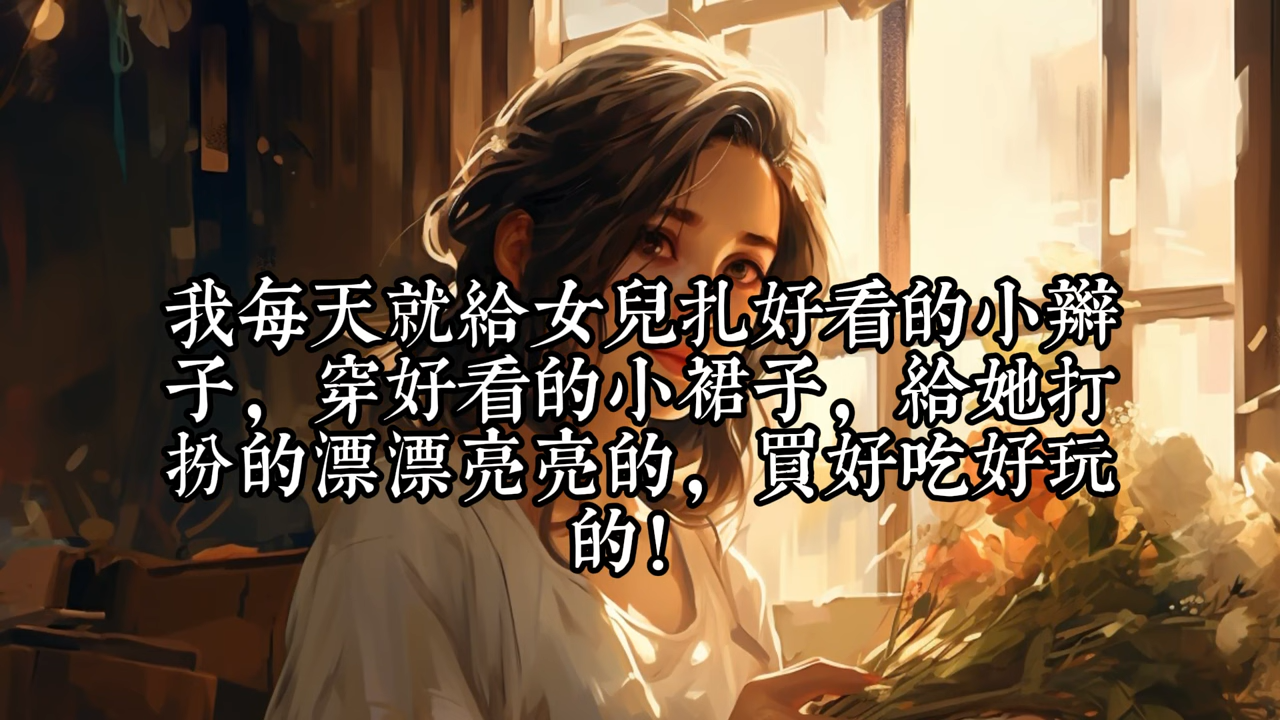 我每天就給女兒扎好看的小辮
子，穿好看的小裙子，給她打
扮的漂漂亮亮的，買好吃好玩
的！